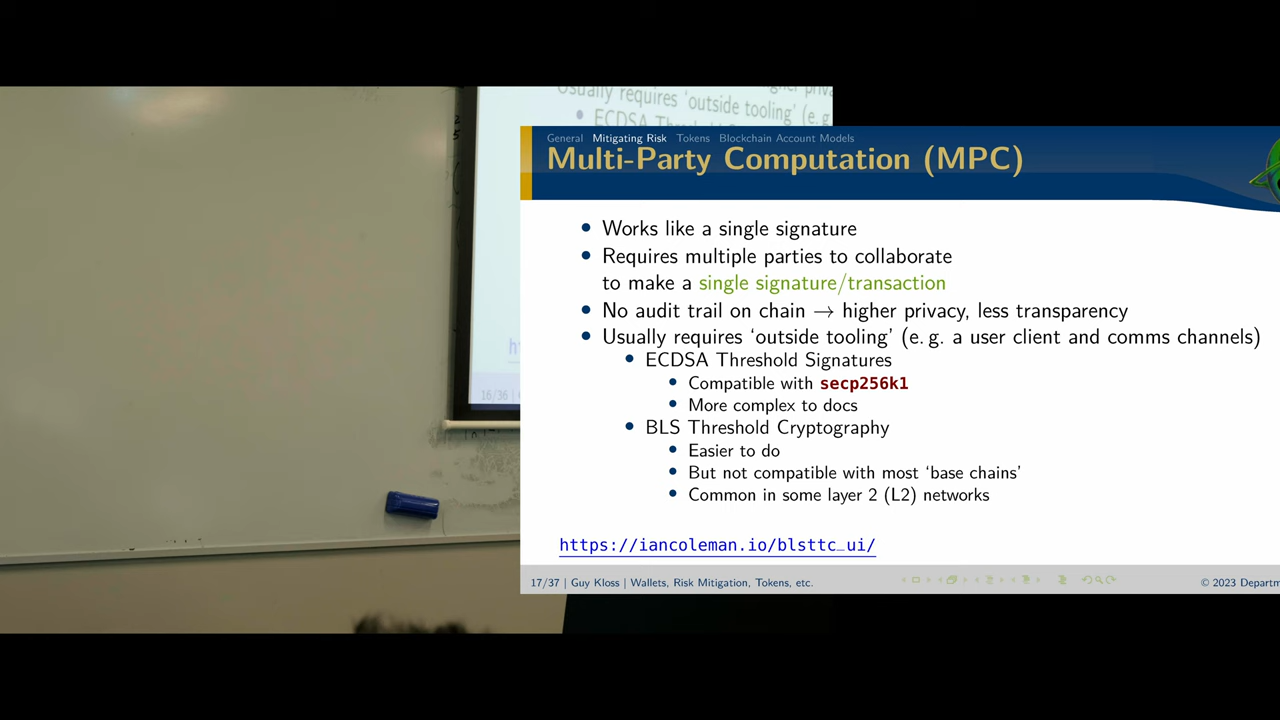 Usually requires 'outside tooling' (e. g
ECDSA Th
16/36
General Mitigating Risk Tokens Blockchain Account Models
Multi-Party Computation (MPC)
• Works like a single signature
• Requires multiple parties to collaborate
to make a single signature/transaction
• No audit trail on chain → higher privacy, less transparency
• Usually requires ‘outside tooling’ (e. g. a user client and comms channels)
• ECDSA Threshold Signatures
• Compatible with secp256k1
• More complex to docs
• BLS Threshold Cryptography
• Easier to do
• But not compatible with most ‘base chains’
• Common in some layer 2 (L2) networks
https://iancoleman.io/blsttc_ui/
17/37 | Guy Kloss | Wallets, Risk Mitigation, Tokens, etc.
© 2023 Departm